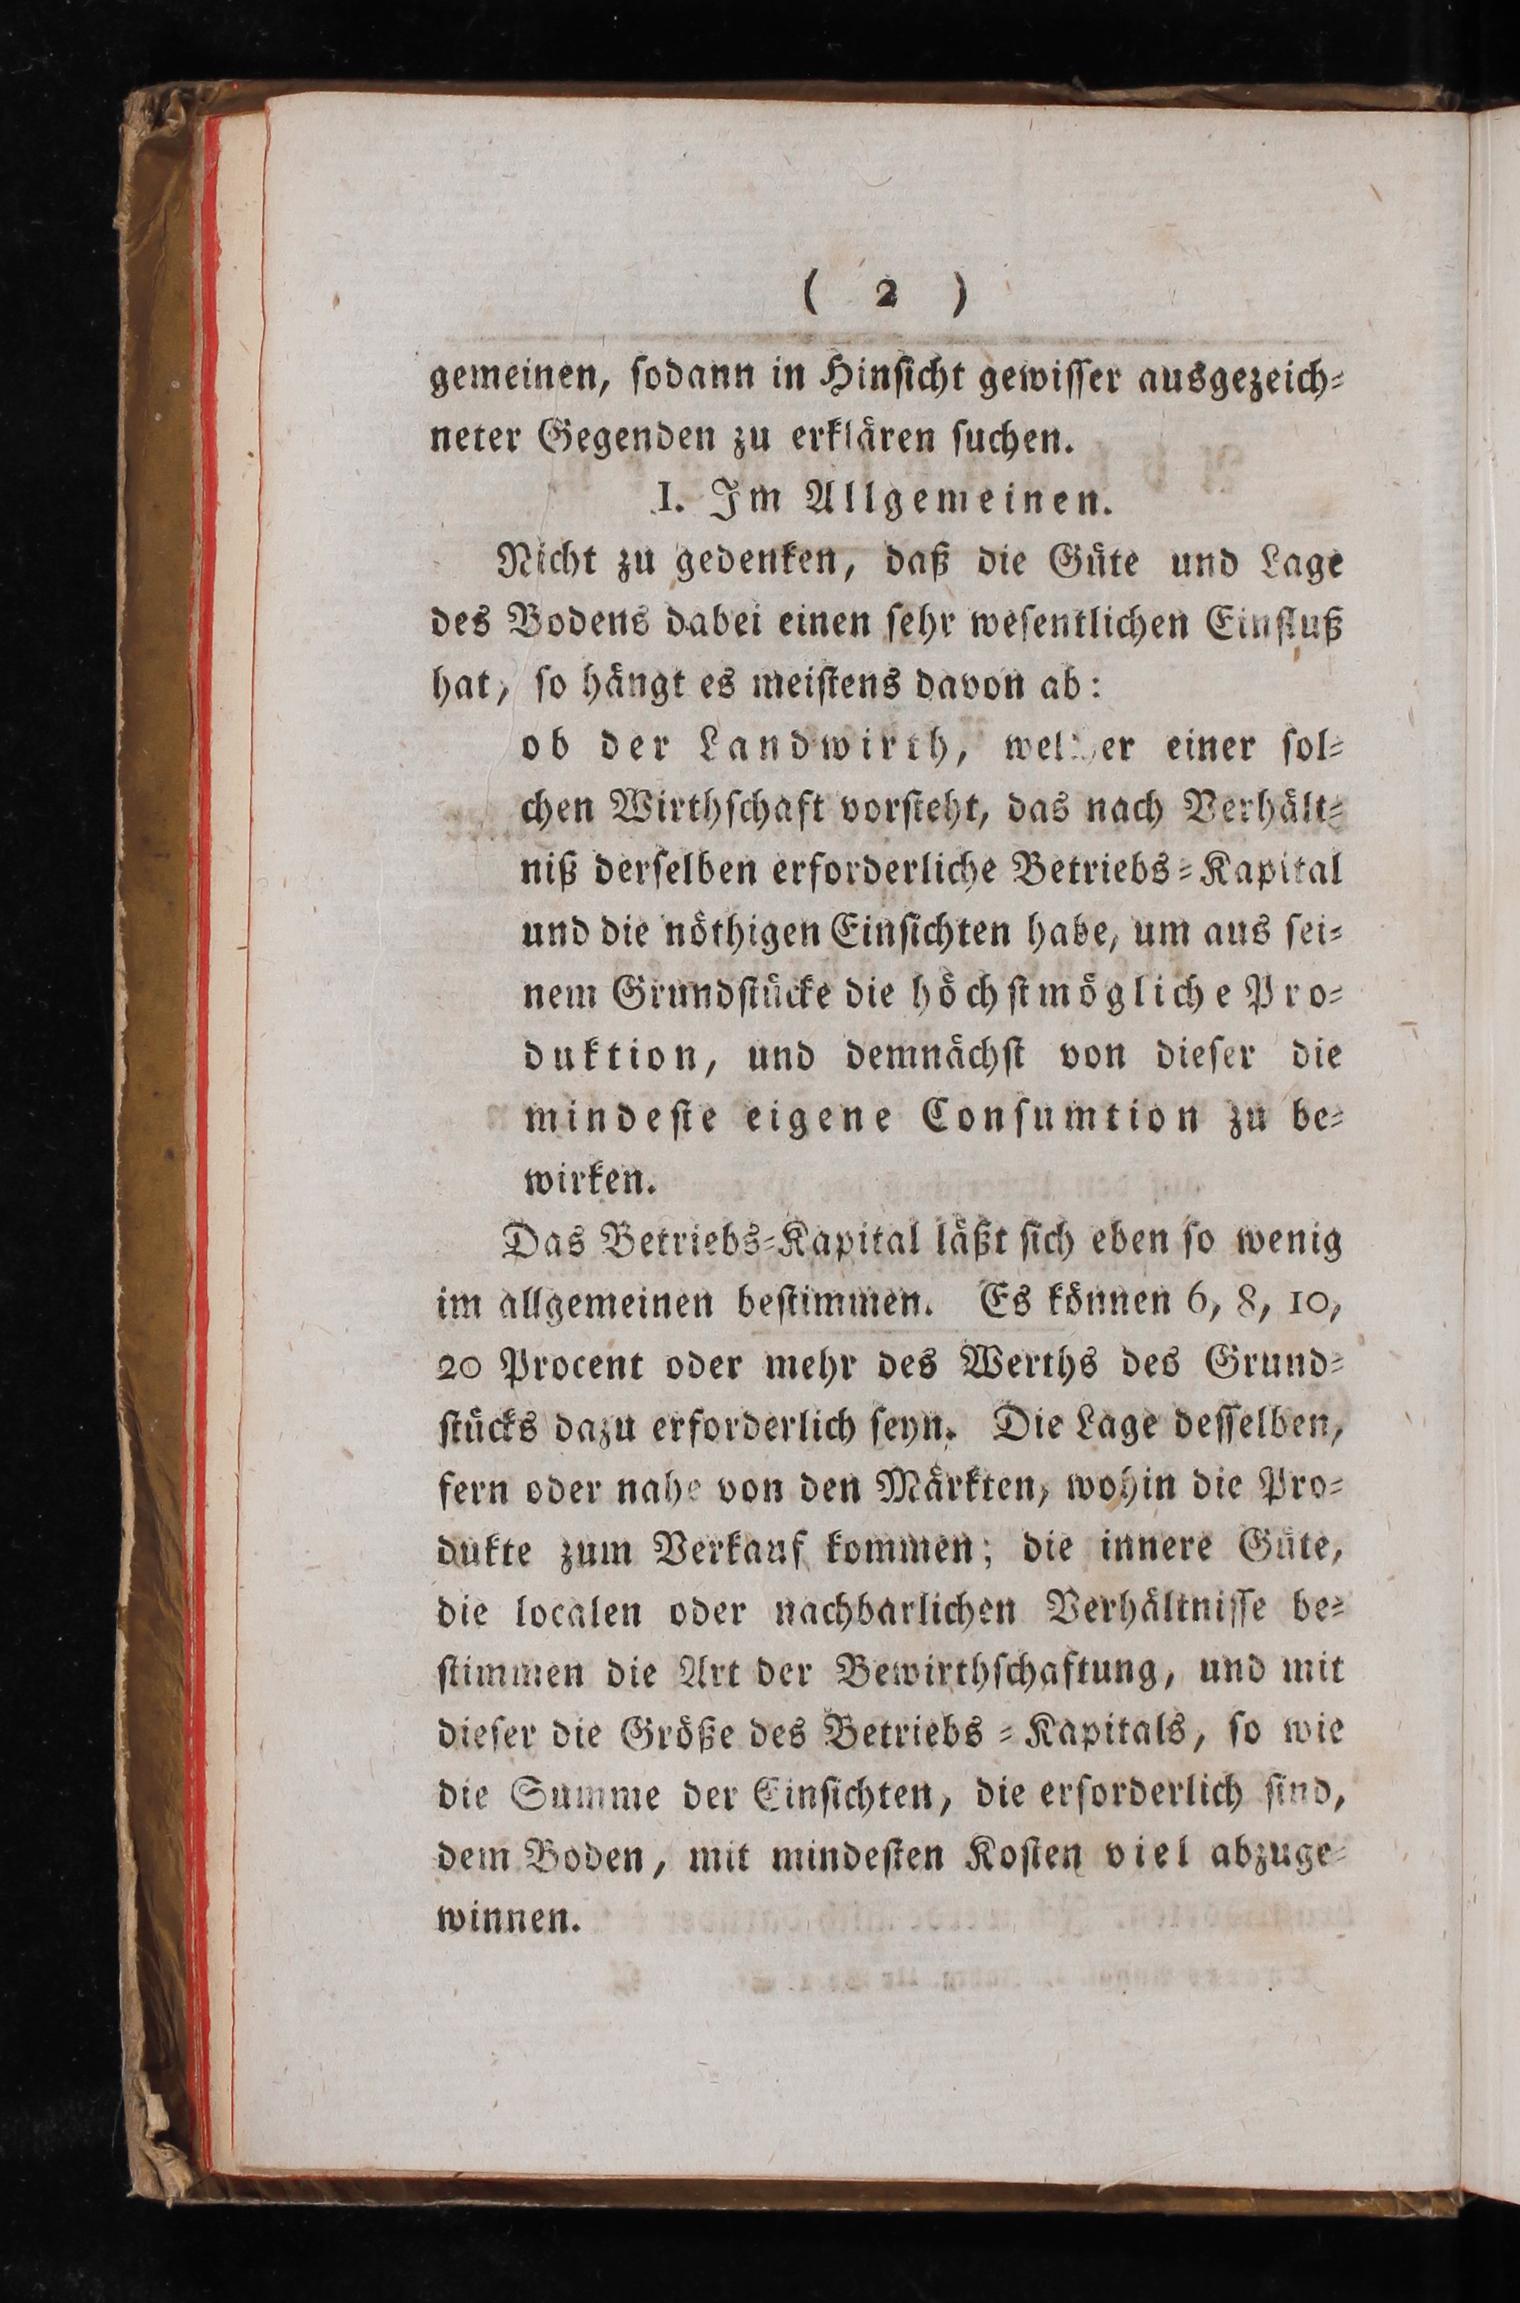 ( 2 )
gemeinen, ſodann in Hinſicht gewiſſer ausgezeich-
neter Gegenden zu erklären ſuchen.
I. Im Allgemeinen.
Nicht zu gedenken, daß die Güte und Lage
des Bodens dabei einen ſehr weſentlichen Einfluß
hat, ſo hängt es meiſtens davon ab:
ob der Landwirth, welcher einer ſol-
chen Wirthſchaft vorſteht, das nach Verhält-
niß derſelben erforderliche Betriebs-Kapital
und die nöthigen Einſichten habe, um aus ſei-
nem Grundſtücke die höchſtmögliche Pro-
duktion, und demnächſt von dieſer die
mindeſte eigene Conſumtion zu be-
wirken.
Das Betriebs-Kapital läßt ſich eben ſo wenig
im allgemeinen beſtimmen. Es können 6, 8, 10,
20 Procent oder mehr des Werths des Grund-
ſtücks dazu erforderlich ſeyn. Die Lage deſſelben,
fern oder nahe von den Märkten, wohin die Pro-
dukte zum Verkauf kommen; die innere Güte,
die localen oder nachbarlichen Verhältniſſe be-
ſtimmen die Art der Bewirthſchaftung, und mit
dieſer die Größe des Betriebs-Kapitals, ſo wie
die Summe der Einſichten, die erforderlich ſind,
dem Boden, mit mindeſten Koſten viel abzuge-
winnen.